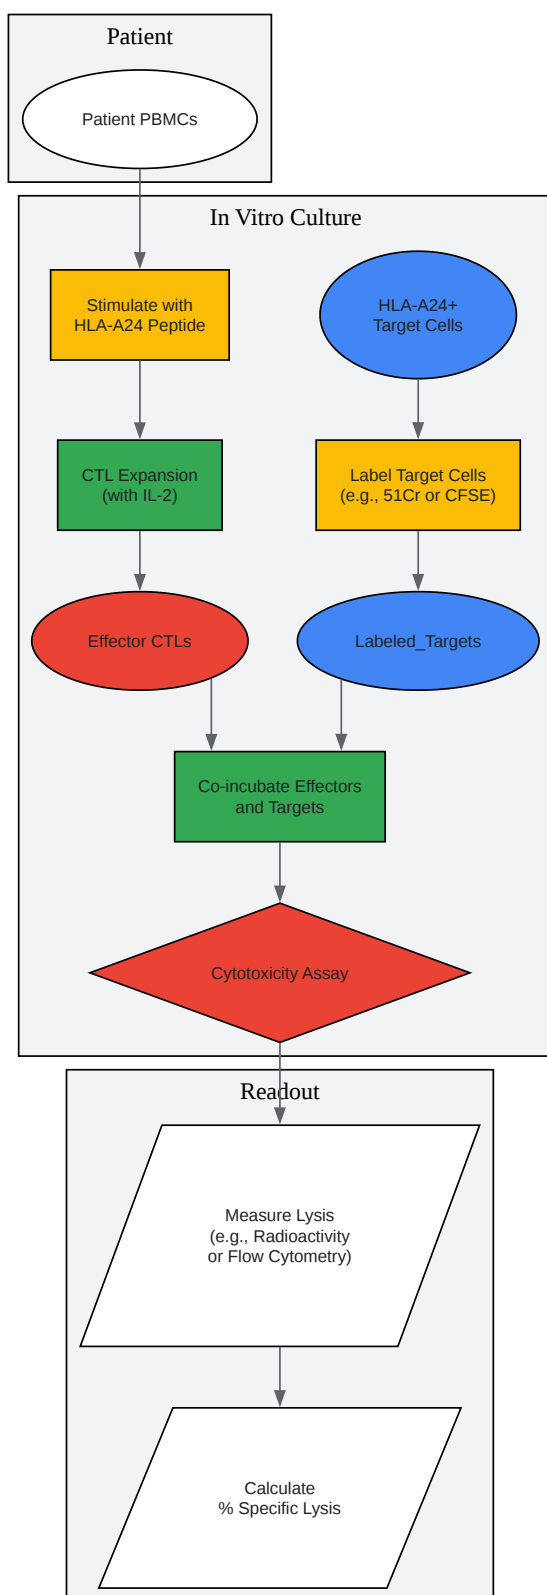 Patient
Patient PBMCs
In Vitro Culture
Stimulate with
HLA-A24 Peptide
HLA-A24+
Target Cells
CTL Expansion
(with IL-2)
Label Target Cells
(e.g., 51Cr or CFSE)
Effector CTLs
Labeled_Targets
Co-incubate Effectors
and Targets
Cytotoxicity Assay
Readout
Measure Lysis
(e.g., Radioactivity
or Flow Cytometry)
Calculate
% Specific Lysis